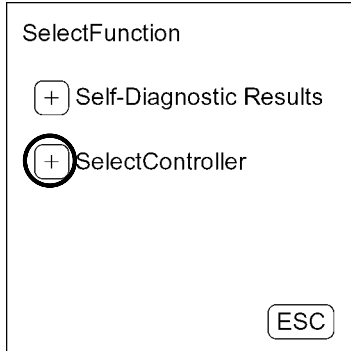 SelectFunction
+ Self-Diagnostic Results
+ SelectController
ESC